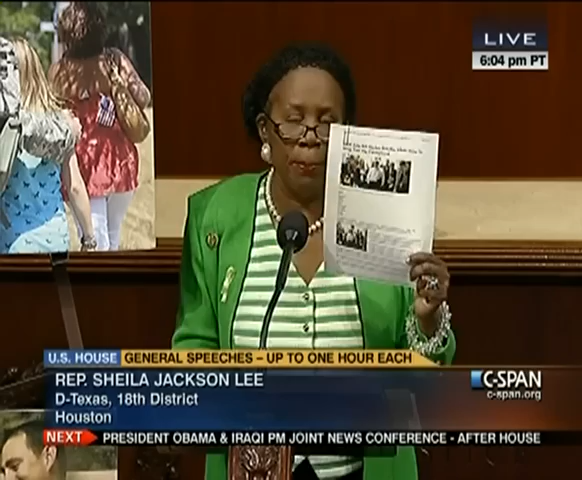 LIVE
6:04 pm PT
U.S. HOUSE GENERAL SPEECHES – UP TO ONE HOUR EACH
REP. SHEILA JACKSON LEE
D-Texas, 18th District
Houston
C-SPAN
c-span.org
NEXT PRESIDENT OBAMA & IRAQI PM JOINT NEWS CONFERENCE - AFTER HOUSE